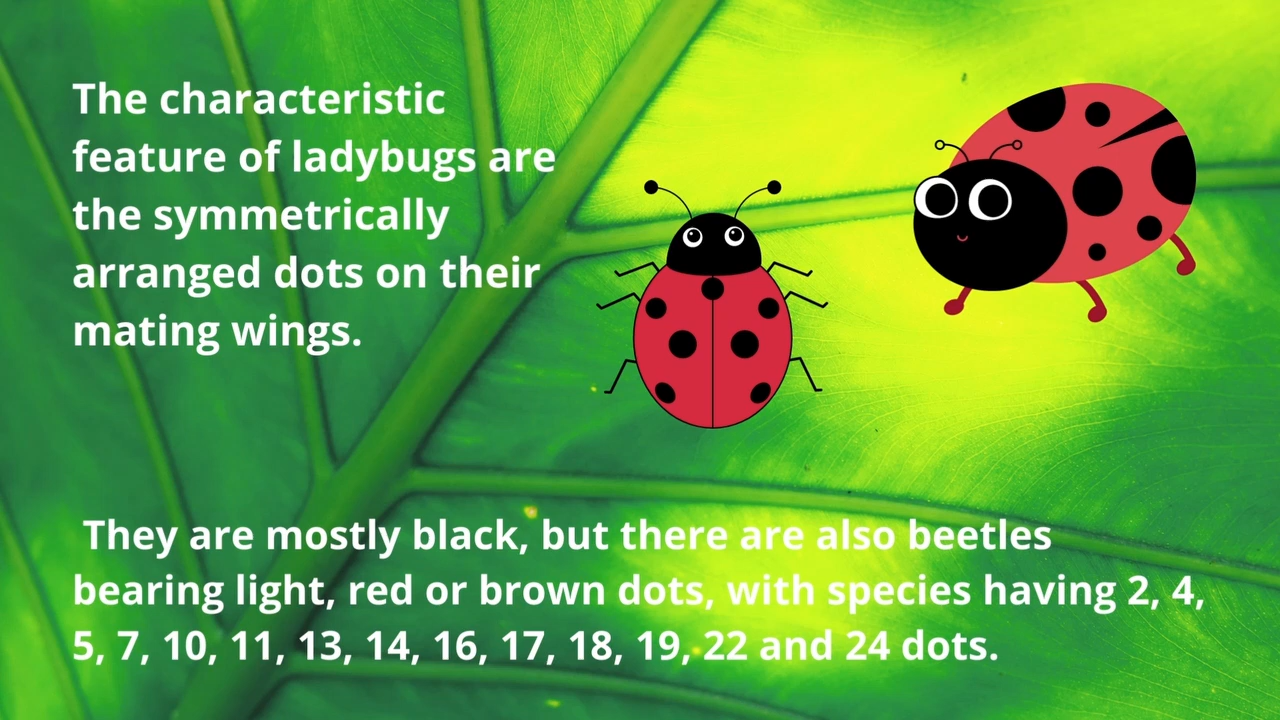 The characteristic
feature of ladybugs are
the symmetrically
arranged dots on their
mating wings.
They are mostly black, but there are also beetles
bearing light, red or brown dots, with species having 2, 4,
5, 7, 10, 11, 13, 14, 16, 17, 18, 19, 22 and 24 dots.